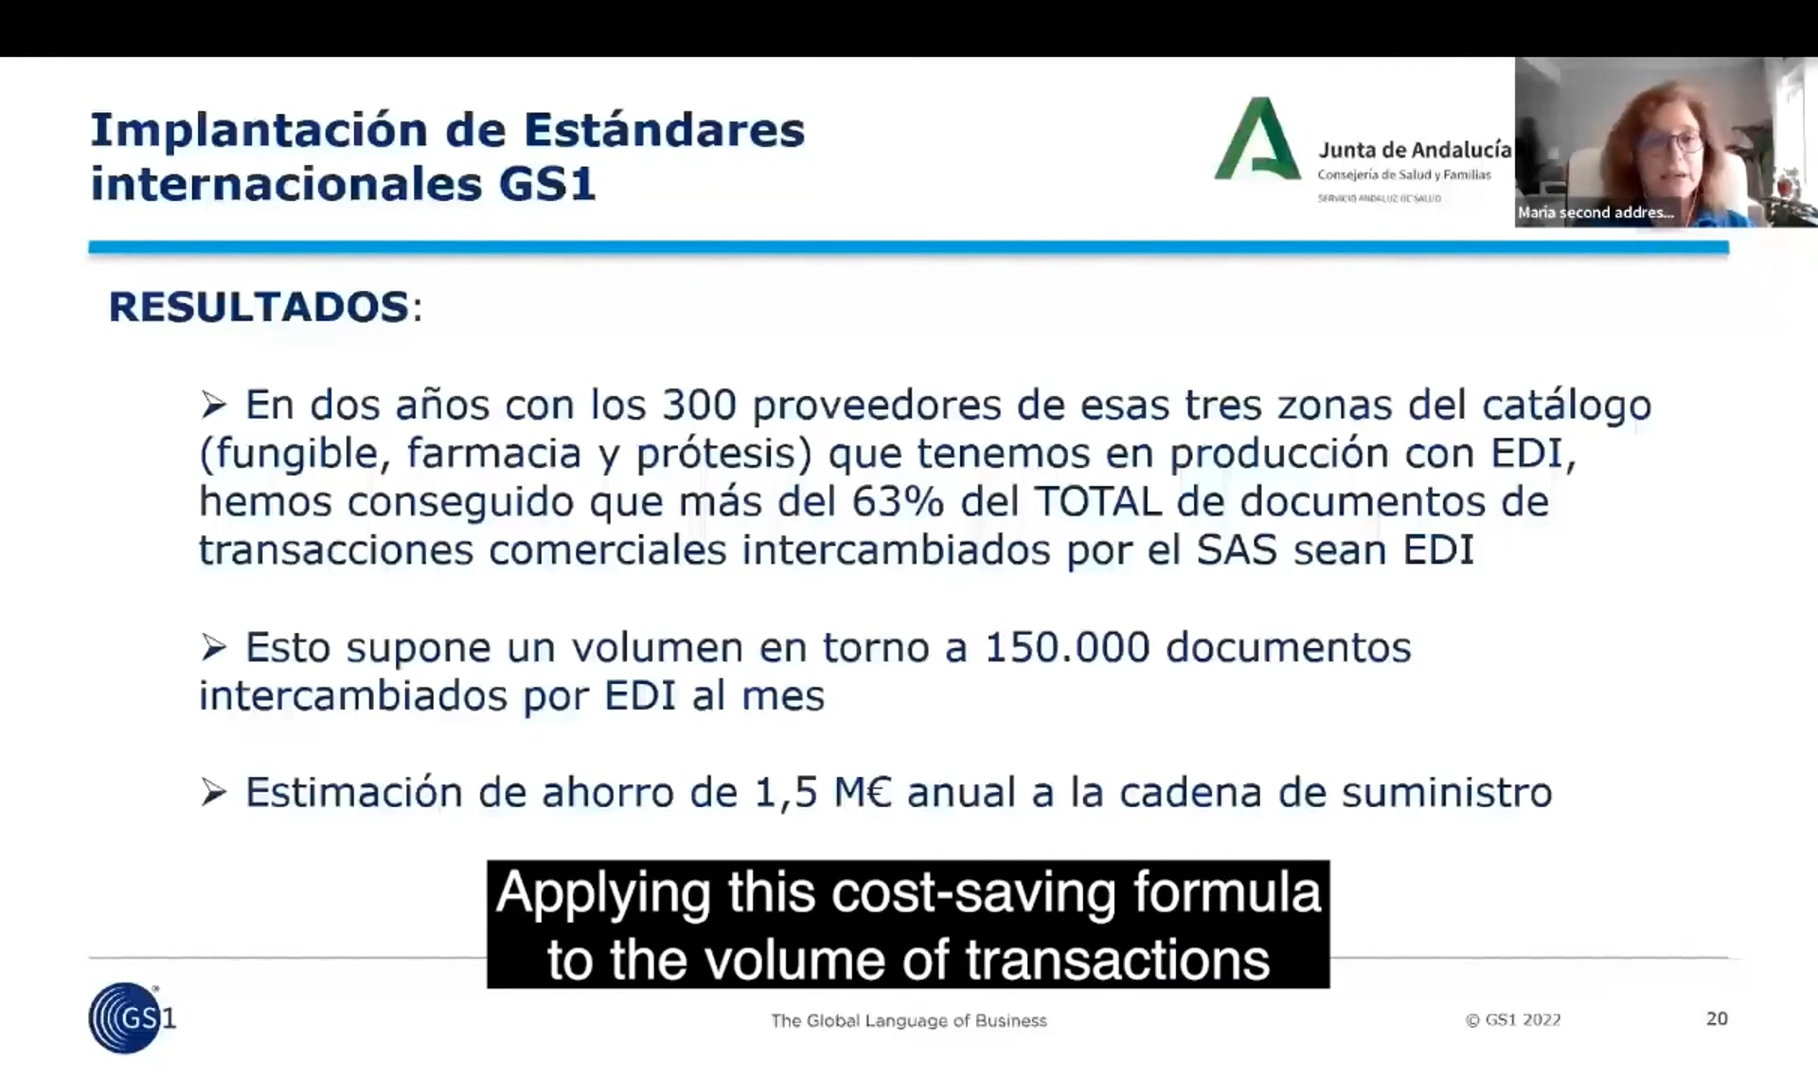 Implantación de Estándares
internacionales GS1
Junta de Andalucía
Consejería de Salud y Familias
SERVICIO ANDALUZ DE SALUD
Maria second addres...
RESULTADOS:
➢ En dos años con los 300 proveedores de esas tres zonas del catálogo
(fungible, farmacia y prótesis) que tenemos en producción con EDI,
hemos conseguido que más del 63% del TOTAL de documentos de
transacciones comerciales intercambiados por el SAS sean EDI
➢ Esto supone un volumen en torno a 150.000 documentos
intercambiados por EDI al mes
➢ Estimación de ahorro de 1,5 M€ anual a la cadena de suministro
Applying this cost-saving formula
to the volume of transactions
GS1
The Global Language of Business
© GS1 2022
20